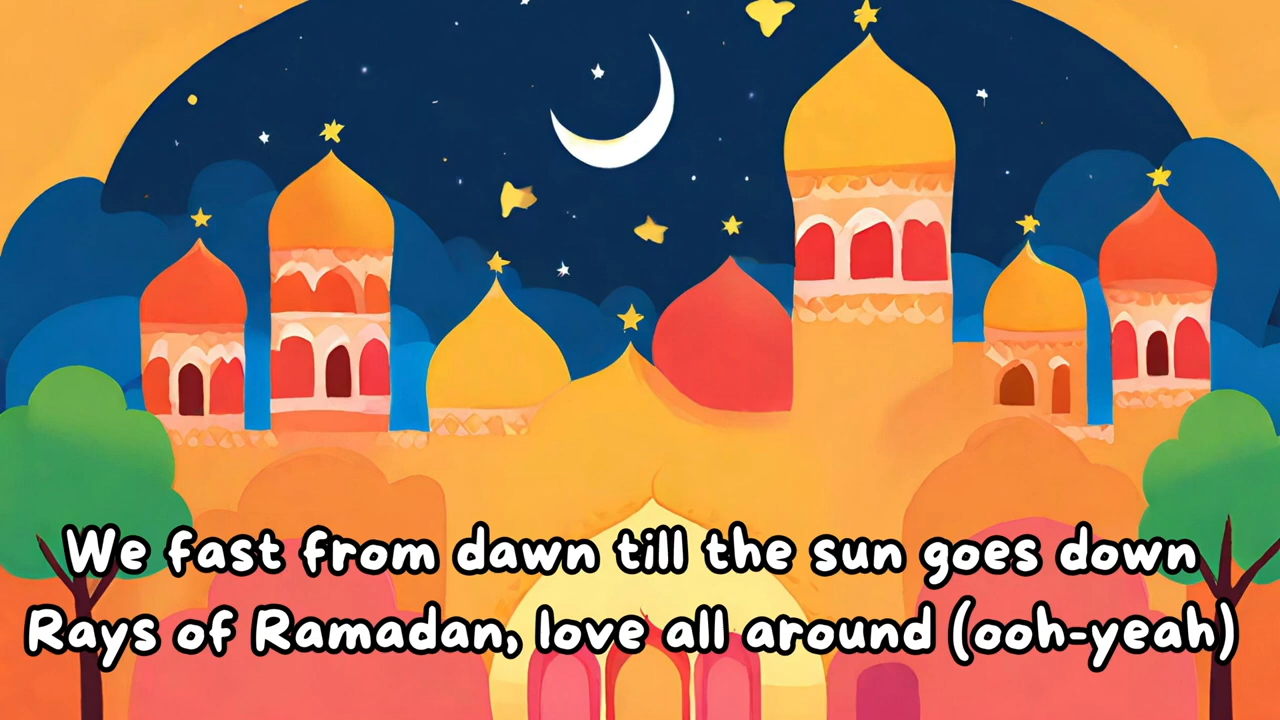 We fast from dawn till the sun goes down
Rays of Ramadan, love all around (ooh-yeah)